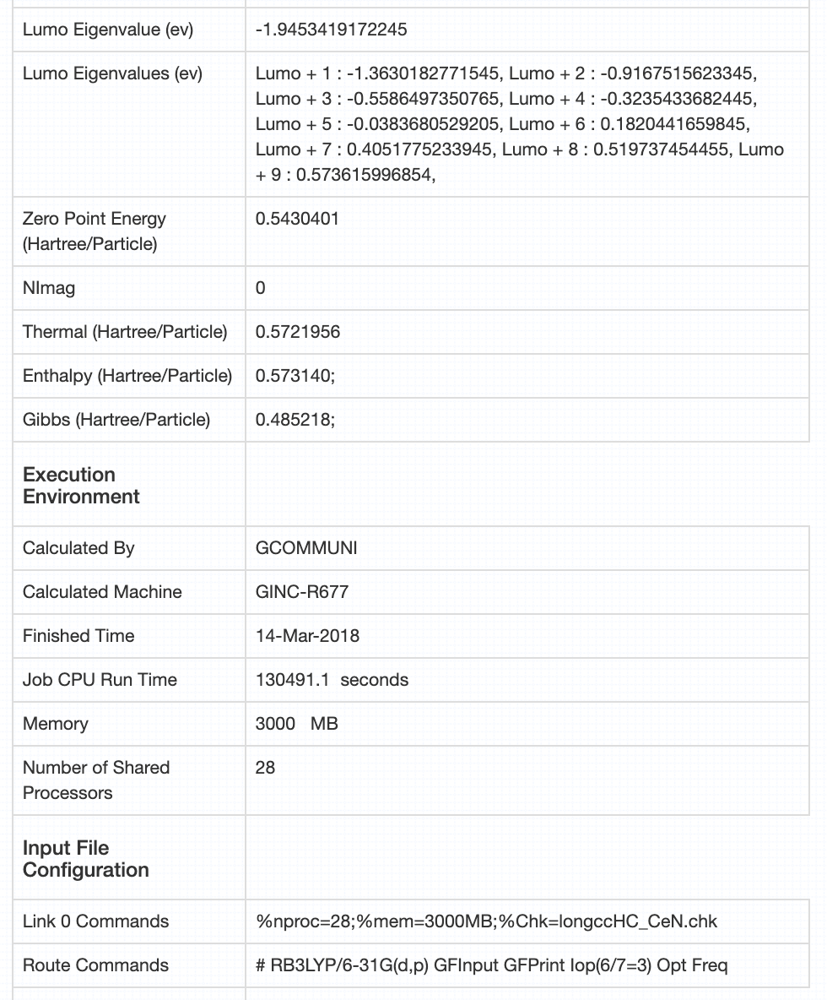 Lumo Eigenvalue (ev)
-1.9453419172245
Lumo Eigenvalues (ev)
Lumo + 1 : -1.3630182771545, Lumo + 2 : -0.9167515623345,
Lumo + 3 : -0.5586497350765, Lumo + 4 : -0.3235433682445,
Lumo + 5 : -0.0383680529205, Lumo + 6 : 0.1820441659845,
Lumo + 7 : 0.4051775233945, Lumo + 8 : 0.519737454455, Lumo
+ 9 : 0.573615996854,
Zero Point Energy
(Hartree/Particle)
0.5430401
NImag
0
Thermal (Hartree/Particle)
0.5721956
Enthalpy (Hartree/Particle)
0.573140;
Gibbs (Hartree/Particle)
0.485218;
Execution
Environment
Calculated By
GCOMMUNI
Calculated Machine
GINC-R677
Finished Time
14-Mar-2018
Job CPU Run Time
130491.1  seconds
Memory
3000   MB
Number of Shared
Processors
28
Input File
Configuration
Link 0 Commands
%nproc=28;%mem=3000MB;%Chk=longccHC_CeN.chk
Route Commands
# RB3LYP/6-31G(d,p) GFInput GFPrint Iop(6/7=3) Opt Freq